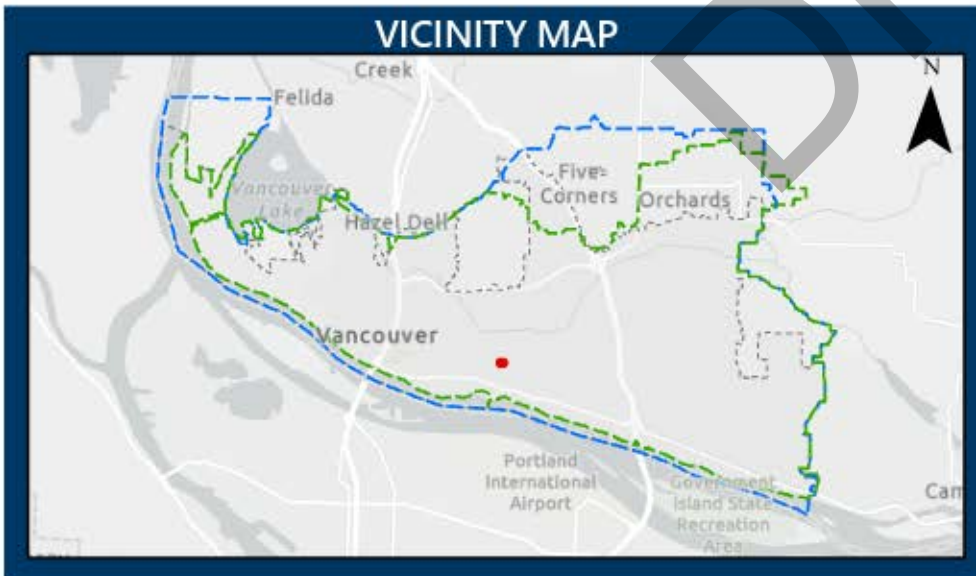 VICINITY MAP
Creek
N
Felida
Vancouver
Lake
Five
Corners
Orchards
Hazel Dell
Vancouver
Portland
International
Airport
Government
Island State
Recreation
Area
Cam